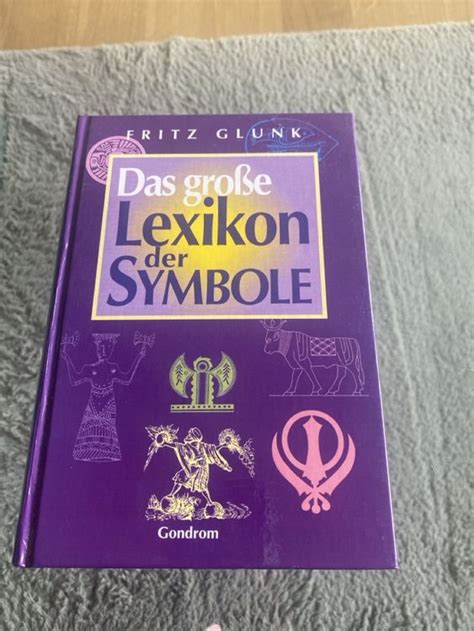 FRITZ GLUNK
Das große
Lexikon
der
SYMBOLE
Gondrom